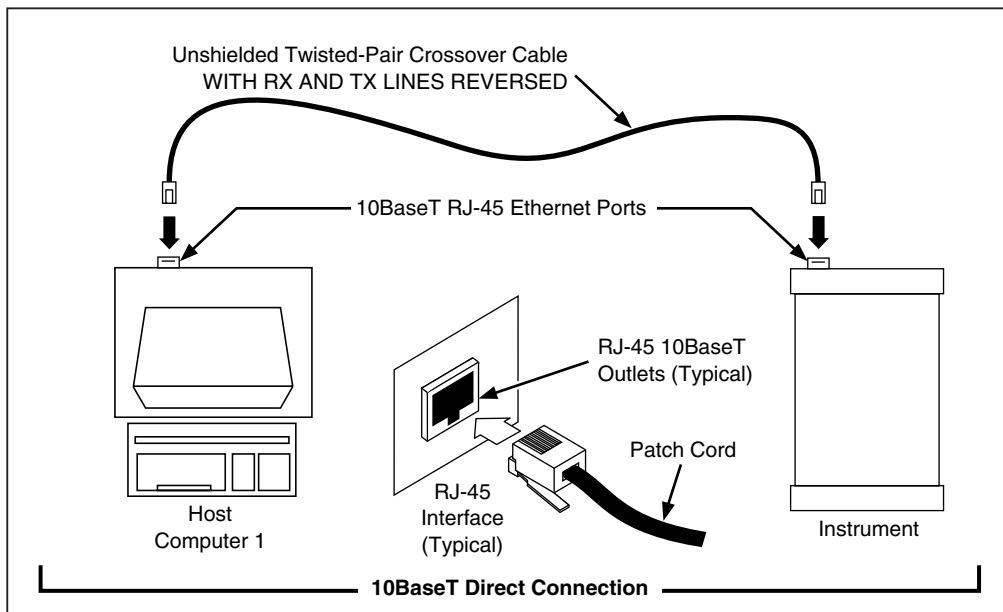 Unshielded Twisted-Pair Crossover Cable
WITH RX AND TX LINES REVERSED
10BaseT RJ-45 Ethernet Ports
RJ-45 10BaseT
Outlets (Typical)
Patch Cord
RJ-45
Interface
(Typical)
Host
Computer 1
Instrument
10BaseT Direct Connection